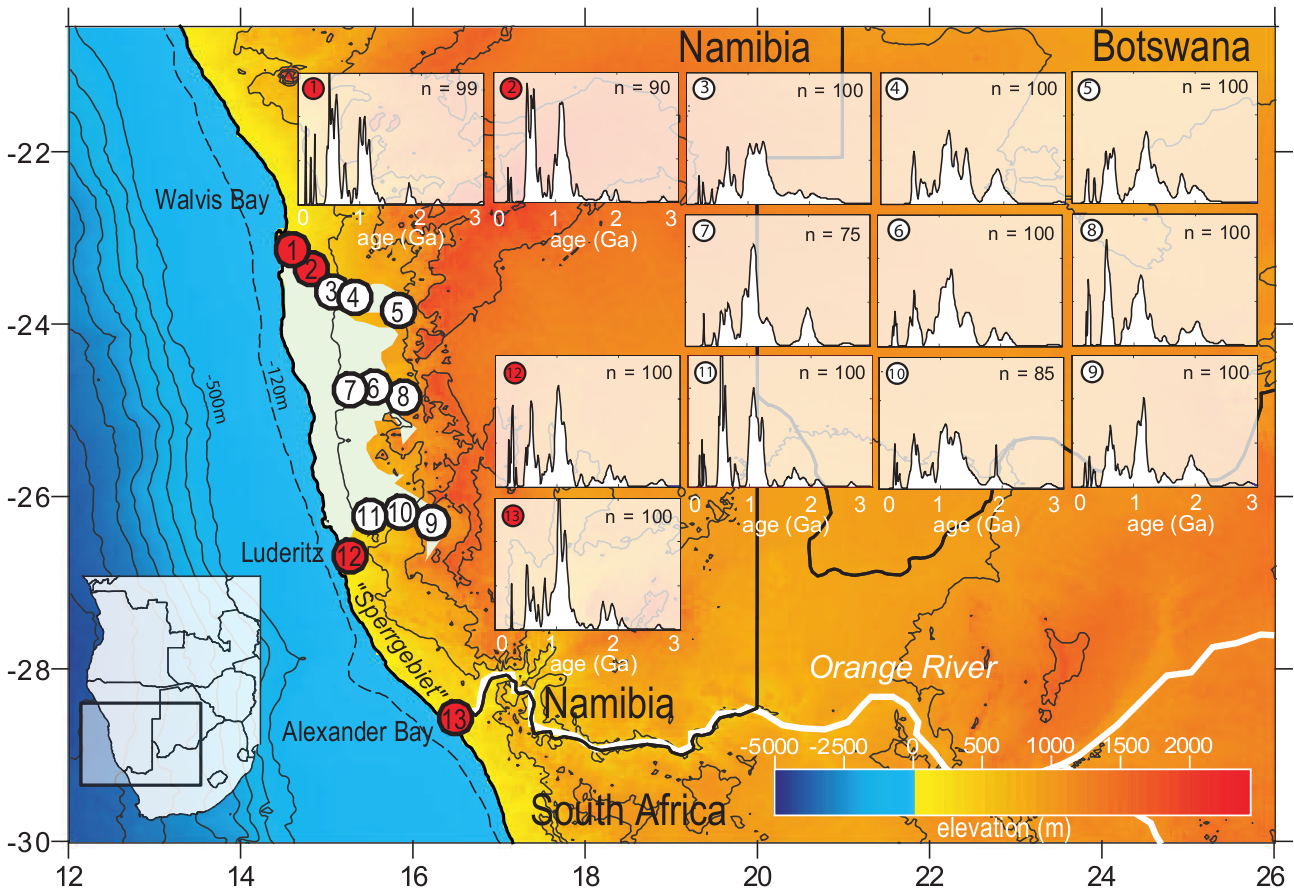 Namibia
Botswana
1
n = 99
2
n = 90
3
n = 100
4
n = 100
5
n = 100
-22
Walvis Bay
0 1 2 3
age (Ga)
0 1 2 3
age (Ga)
7
n = 75
6
n = 100
8
n = 100
1
2
3
4
5
-24
-500m
-120m
7
6
8
12
n = 100
11
n = 100
10
n = 85
9
n = 100
-26
11
10
9
0 1 2 3
age (Ga)
0 1 2 3
age (Ga)
0 1 2 3
age (Ga)
13
n = 100
Luderitz
12
"Sperrgebiet"
0 1 2 3
age (Ga)
-28
Orange River
Namibia
13
Alexander Bay
-5000 -2500 0 500 1000 1500 2000
elevation (m)
South Africa
-30
12 14 16 18 20 22 24 26